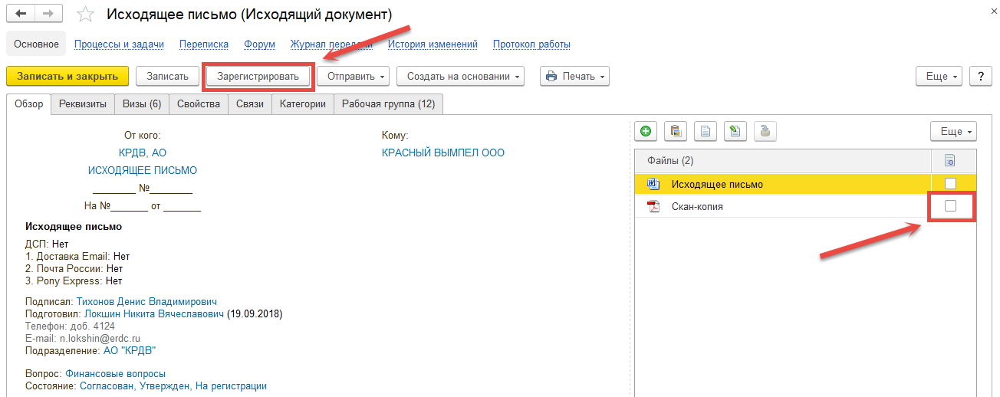 Исходящее письмо (Исходящий документ)
Основное Процессы и задачи Переписка Форум Журнал передачи История изменений Протокол работы
Записать и закрыть Записать Зарегистрировать Отправить Создать на основании Печать Еще ?
Обзор Реквизиты Визы (6) Свойства Связи Категории Рабочая группа (12)
От кого: Кому: Еще
КРДВ, АО КРАСНЫЙ ВЫМПЕЛ ООО
Файлы (2)
ИСХОДЯЩЕЕ ПИСЬМО
________ №________ Исходящее письмо
На №_______ от _______ Скан-копия
Исходящее письмо
ДСП: Нет
1. Доставка Email: Нет
2. Почта России: Нет
3. Pony Express: Нет
Подписал: Тихонов Денис Владимирович
Подготовил: Локшин Никита Вячеславович (19.09.2018)
Телефон: доб. 4124
E-mail: n.lokshin@erdc.ru
Подразделение: АО "КРДВ"
Вопрос: Финансовые вопросы
Состояние: Согласован, Утвержден, На регистрации